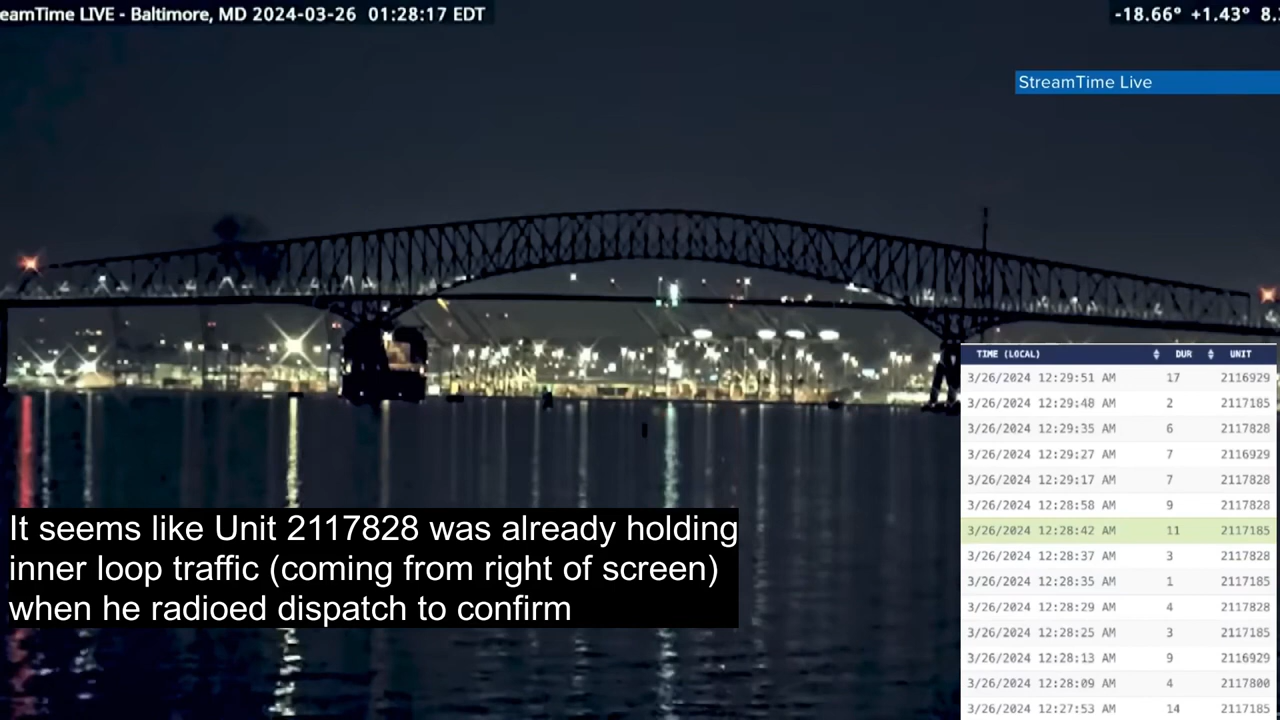 eamTime LIVE - Baltimore, MD 2024-03-26 01:28:17 EDT
-18.66° +1.43° 8.
StreamTime Live
It seems like Unit 2117828 was already holding
inner loop traffic (coming from right of screen)
when he radioed dispatch to confirm
TIME (LOCAL) DUR UNIT
3/26/2024 12:29:51 AM 17 2116929
3/26/2024 12:29:48 AM 2 2117185
3/26/2024 12:29:35 AM 6 2117828
3/26/2024 12:29:27 AM 7 2116929
3/26/2024 12:29:17 AM 7 2117828
3/26/2024 12:28:58 AM 9 2117828
3/26/2024 12:28:42 AM 11 2117185
3/26/2024 12:28:37 AM 3 2117828
3/26/2024 12:28:35 AM 1 2117185
3/26/2024 12:28:29 AM 4 2117828
3/26/2024 12:28:25 AM 3 2117185
3/26/2024 12:28:13 AM 9 2116929
3/26/2024 12:28:09 AM 4 2117800
3/26/2024 12:27:53 AM 14 2117185